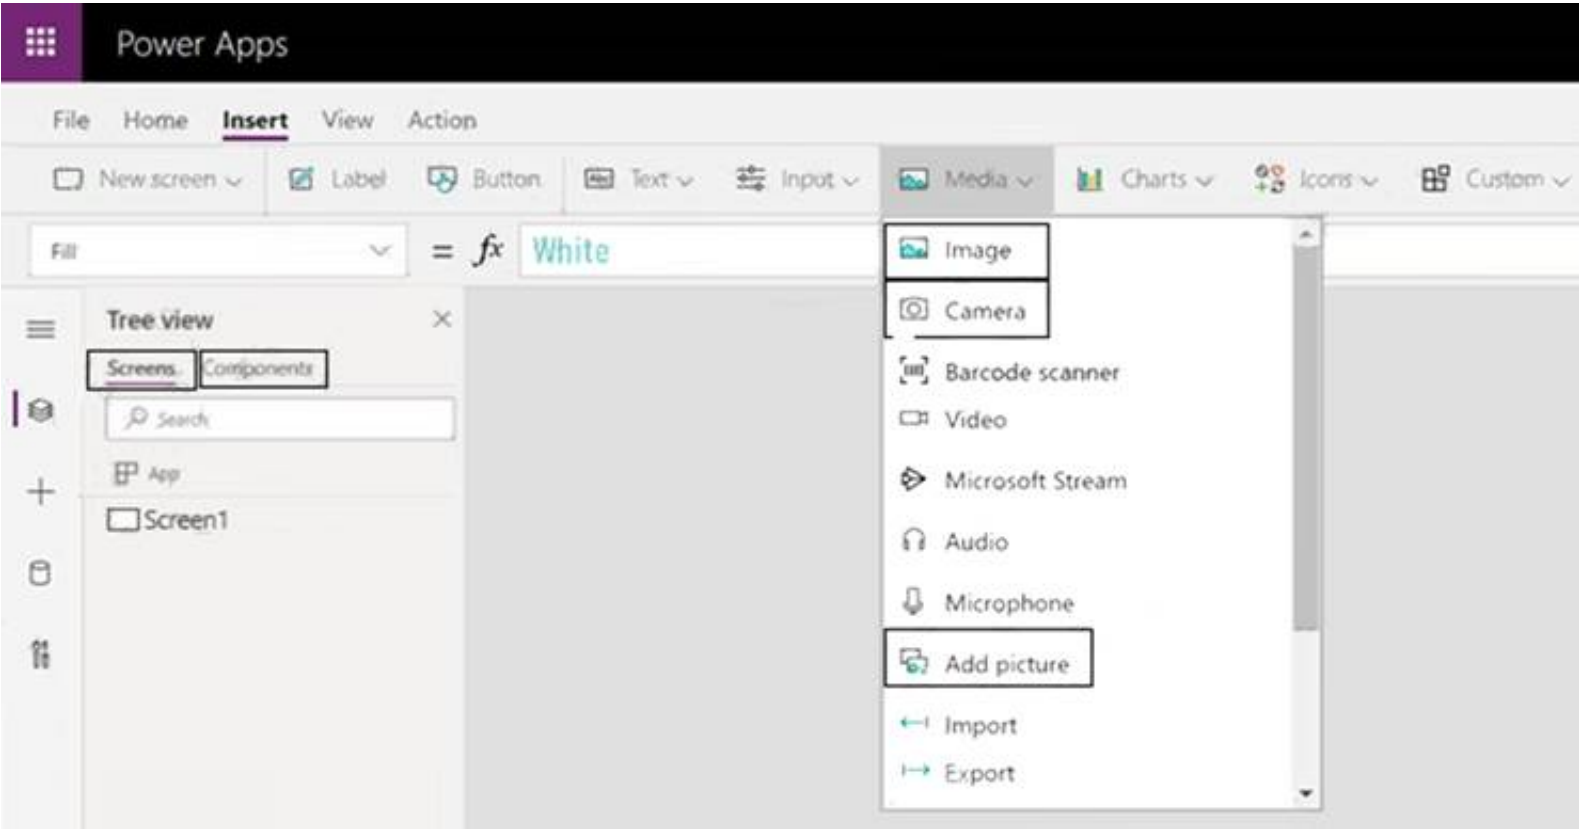 Power Apps
File Home Insert View Action
New screen Label Button Abc Text Input Media Charts Icons Custom
Fill = fx White
Image
Tree view
Camera
Screens Components
Barcode scanner
Search
Video
App
Microsoft Stream
Screen1
Audio
Microphone
Add picture
Import
Export